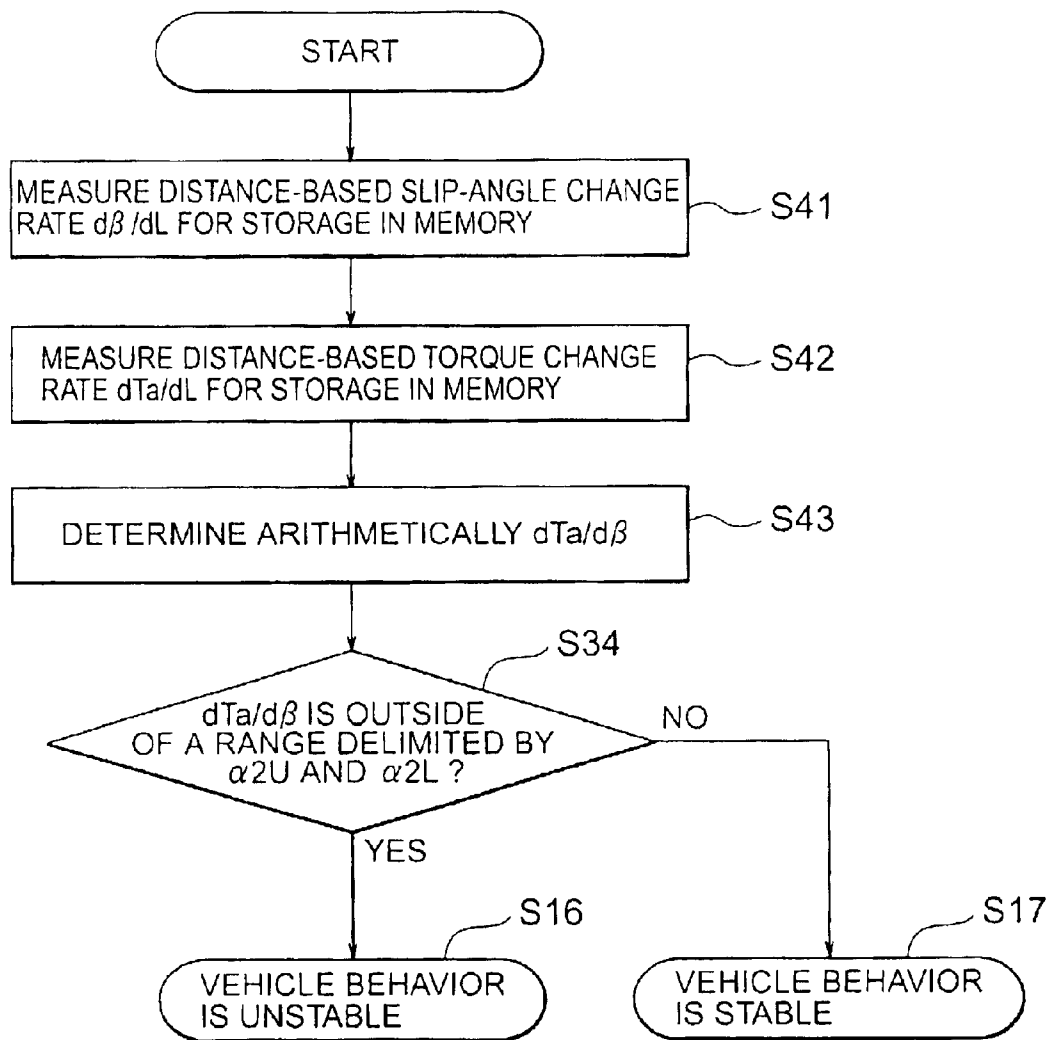 START
MEASURE DISTANCE-BASED SLIP-ANGLE CHANGE
RATE dβ/dL FOR STORAGE IN MEMORY
S41
MEASURE DISTANCE-BASED TORQUE CHANGE
RATE dTa/dL FOR STORAGE IN MEMORY
S42
DETERMINE ARITHMETICALLY dTa/dβ
S43
S34
dTa/dβ IS OUTSIDE
OF A RANGE DELIMITED BY
α2U AND α2L ?
NO
YES
S16
VEHICLE BEHAVIOR
IS UNSTABLE
S17
VEHICLE BEHAVIOR
IS STABLE